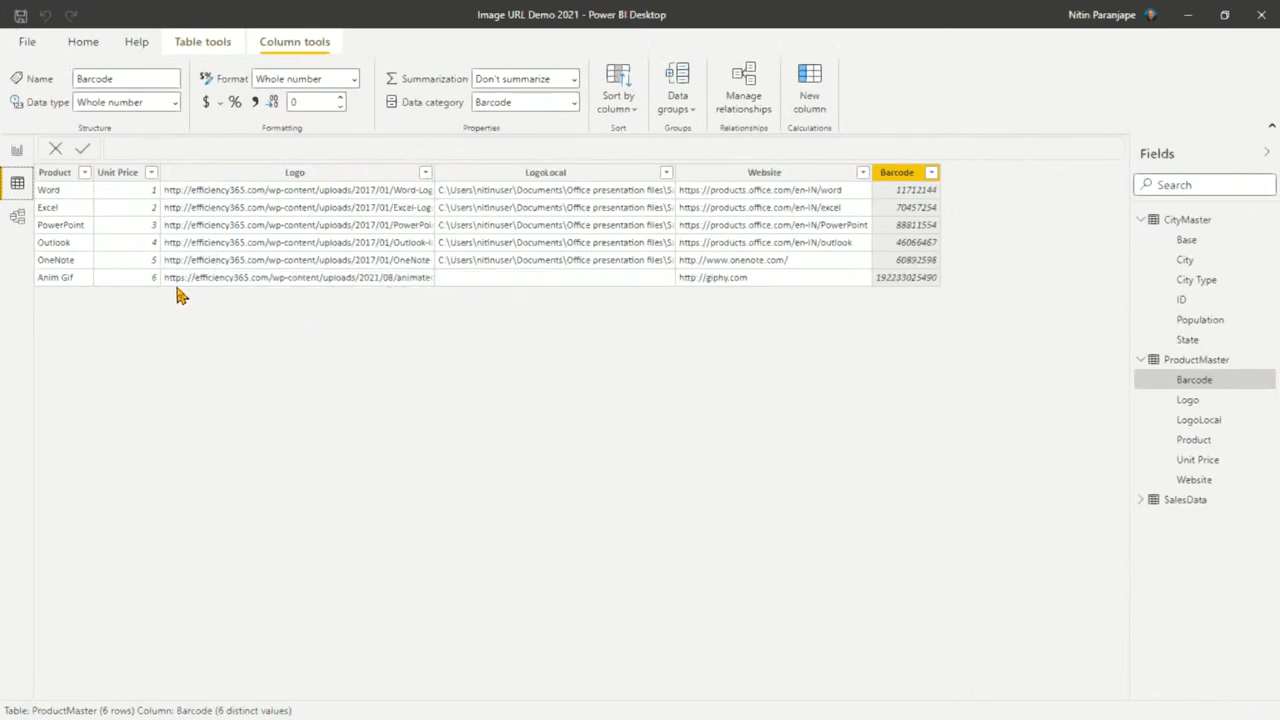 Image URL Demo 2021 - Power BI Desktop
Nitin Paranjape
File Home Help Table tools Column tools
Name Barcode
Data type Whole number
Structure
Format Whole number
$ % 0
Formatting
Summarization Don't summarize
Data category Barcode
Properties
Sort by column
Sort
Data groups
Groups
Manage relationships
Relationships
New column
Calculations
Product Unit Price Logo LogoLocal Website Barcode
Word 1 http://efficiency365.com/wp-content/uploads/2017/01/Word-Log C:\Users\nitinuser\Documents\Office presentation files\S https://products.office.com/en-IN/word 11712144
Excel 2 http://efficiency365.com/wp-content/uploads/2017/01/Excel-Log C:\Users\nitinuser\Documents\Office presentation files\S https://products.office.com/en-IN/excel 70457254
PowerPoint 3 http://efficiency365.com/wp-content/uploads/2017/01/PowerPoi C:\Users\nitinuser\Documents\Office presentation files\S https://products.office.com/en-IN/PowerPoint 88811554
Outlook 4 http://efficiency365.com/wp-content/uploads/2017/01/Outlook-l C:\Users\nitinuser\Documents\Office presentation files\S https://products.office.com/en-IN/outlook 46066467
OneNote 5 http://efficiency365.com/wp-content/uploads/2017/01/OneNote- C:\Users\nitinuser\Documents\Office presentation files\S http://www.onenote.com/ 60892598
Anim Gif 6 https://efficiency365.com/wp-content/uploads/2021/08/animate http://giphy.com 192233025490
Fields
Search
CityMaster
Base
City
City Type
ID
Population
State
ProductMaster
Barcode
Logo
LogoLocal
Product
Unit Price
Website
SalesData
Table: ProductMaster (6 rows) Column: Barcode (6 distinct values)